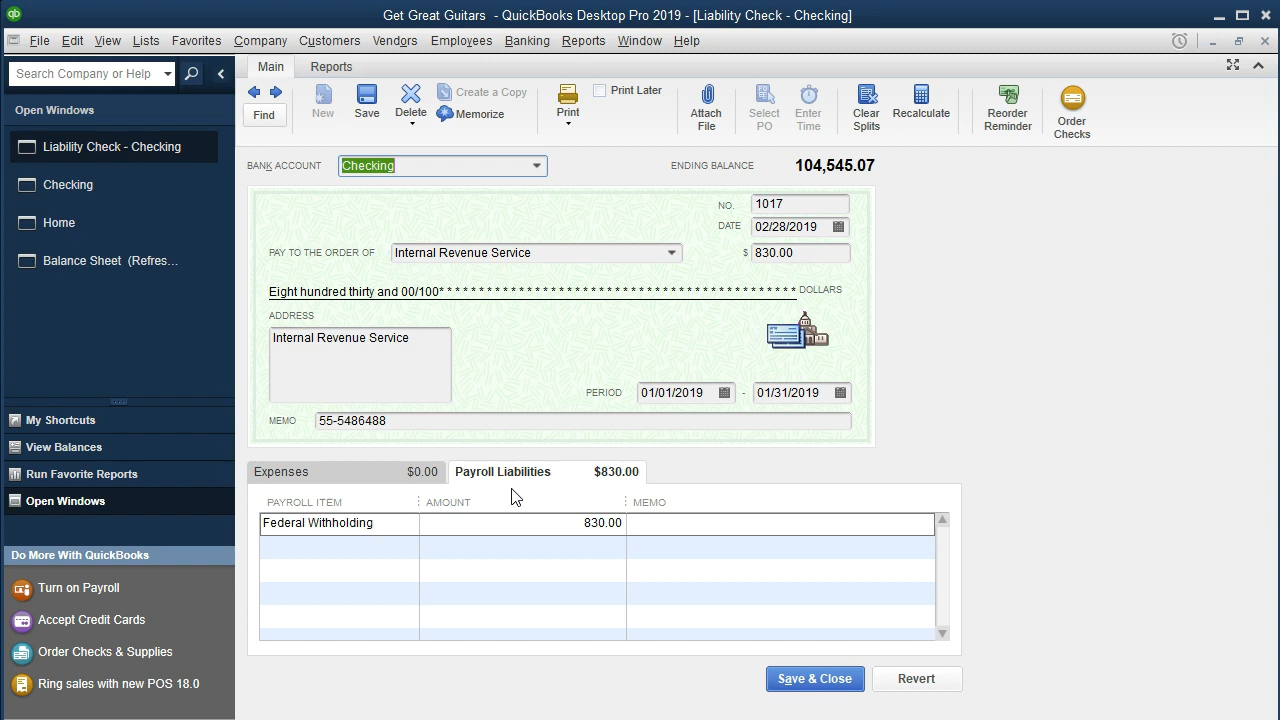 Get Great Guitars - QuickBooks Desktop Pro 2019 - [Liability Check - Checking]
File Edit View Lists Favorites Company Customers Vendors Employees Banking Reports Window Help
Search Company or Help
Main Reports
Find
New
Save
Delete
Create a Copy
Memorize
Print
Print Later
Attach
File
Select
PO
Enter
Time
Clear
Splits
Recalculate
Reorder
Reminder
Order
Checks
Open Windows
Liability Check - Checking
Checking
Home
Balance Sheet (Refres...
My Shortcuts
View Balances
Run Favorite Reports
Open Windows
Do More With QuickBooks
Turn on Payroll
Accept Credit Cards
Order Checks & Supplies
Ring sales with new POS 18.0
BANK ACCOUNT Checking ENDING BALANCE 104,545.07
NO. 1017
DATE 02/28/2019
PAY TO THE ORDER OF Internal Revenue Service $ 830.00
Eight hundred thirty and 00/100* * * * * * * * * * * * * * * * * * * * * * * * * * * * * * * * * * * * * * * * * * * * DOLLARS
ADDRESS
Internal Revenue Service
PERIOD 01/01/2019 - 01/31/2019
MEMO 55-5486488
Expenses $0.00 Payroll Liabilities $830.00
PAYROLL ITEM AMOUNT MEMO
Federal Withholding 830.00
Save & Close Revert